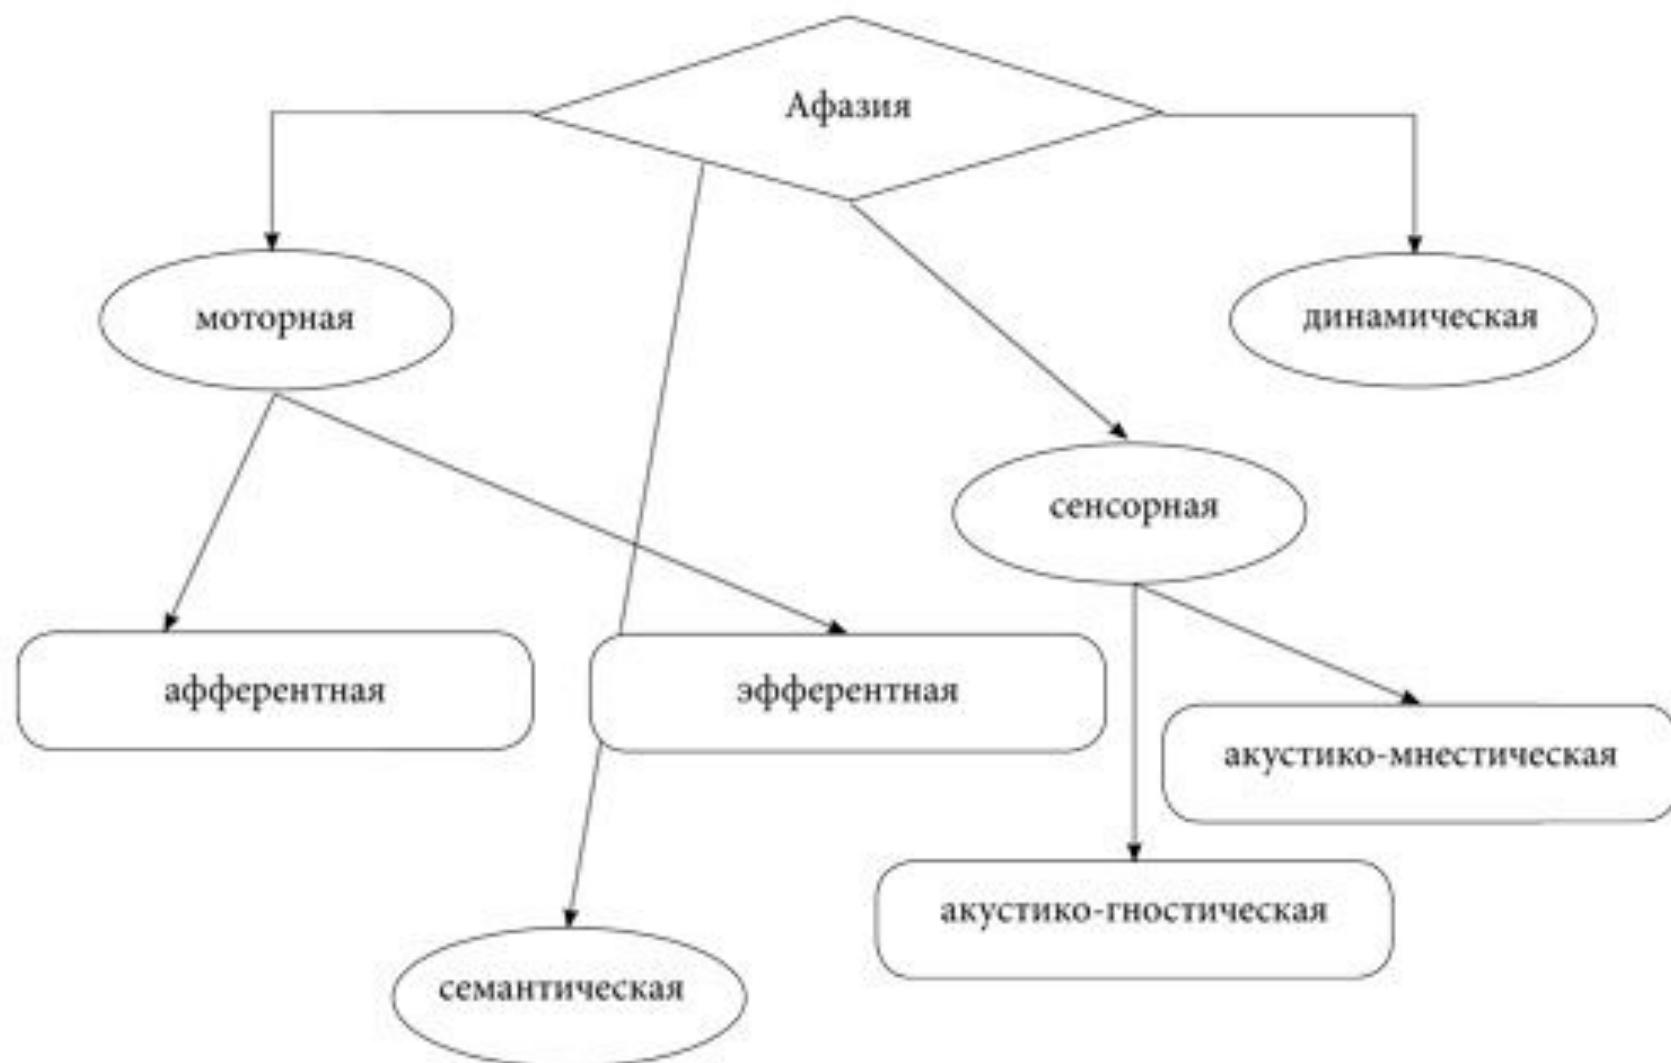 Афазия
моторная
динамическая
сенсорная
афферентная
эфферентная
акустико-мнестическая
акустико-гностическая
семантическая